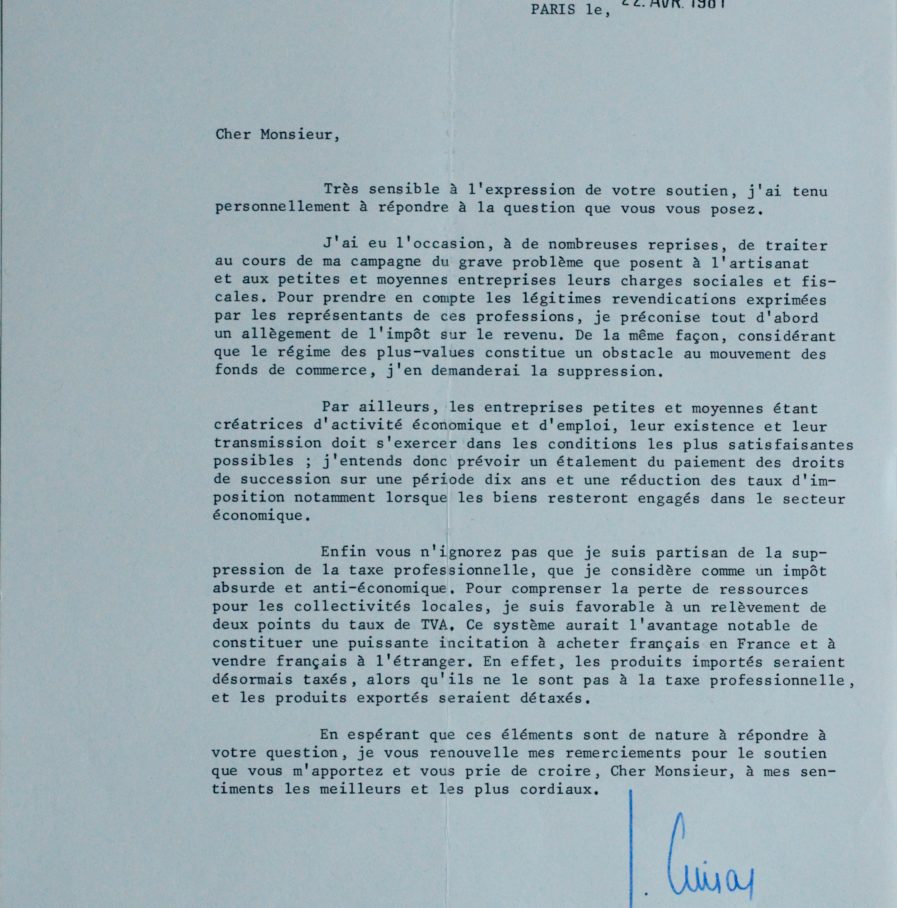 PARIS le, 22. AVR. 1981
Cher Monsieur,
Très sensible à l'expression de votre soutien, j'ai tenu
personnellement à répondre à la question que vous vous posez.
J'ai eu l'occasion, à de nombreuses reprises, de traiter
au cours de ma campagne du grave problème que posent à l'artisanat
et aux petites et moyennes entreprises leurs charges sociales et fis-
cales. Pour prendre en compte les légitimes revendications exprimées
par les représentants de ces professions, je préconise tout d'abord
un allègement de l'impôt sur le revenu. De la même façon, considérant
que le régime des plus-values constitue un obstacle au mouvement des
fonds de commerce, j'en demanderai la suppression.
Par ailleurs, les entreprises petites et moyennes étant
créatrices d'activité économique et d'emploi, leur existence et leur
transmission doit s'exercer dans les conditions les plus satisfaisantes
possibles ; j'entends donc prévoir un étalement du paiement des droits
de succession sur une période dix ans et une réduction des taux d'im-
position notamment lorsque les biens resteront engagés dans le secteur
économique.
Enfin vous n'ignorez pas que je suis partisan de la sup-
pression de la taxe professionnelle, que je considère comme un impôt
absurde et anti-économique. Pour comprenser la perte de ressources
pour les collectivités locales, je suis favorable à un relèvement de
deux points du taux de TVA. Ce système aurait l'avantage notable de
constituer une puissante incitation à acheter français en France et à
vendre français à l'étranger. En effet, les produits importés seraient
désormais taxés, alors qu'ils ne le sont pas à la taxe professionnelle,
et les produits exportés seraient détaxés.
En espérant que ces éléments sont de nature à répondre à
votre question, je vous renouvelle mes remerciements pour le soutien
que vous m'apportez et vous prie de croire, Cher Monsieur, à mes sen-
timents les meilleurs et les plus cordiaux.